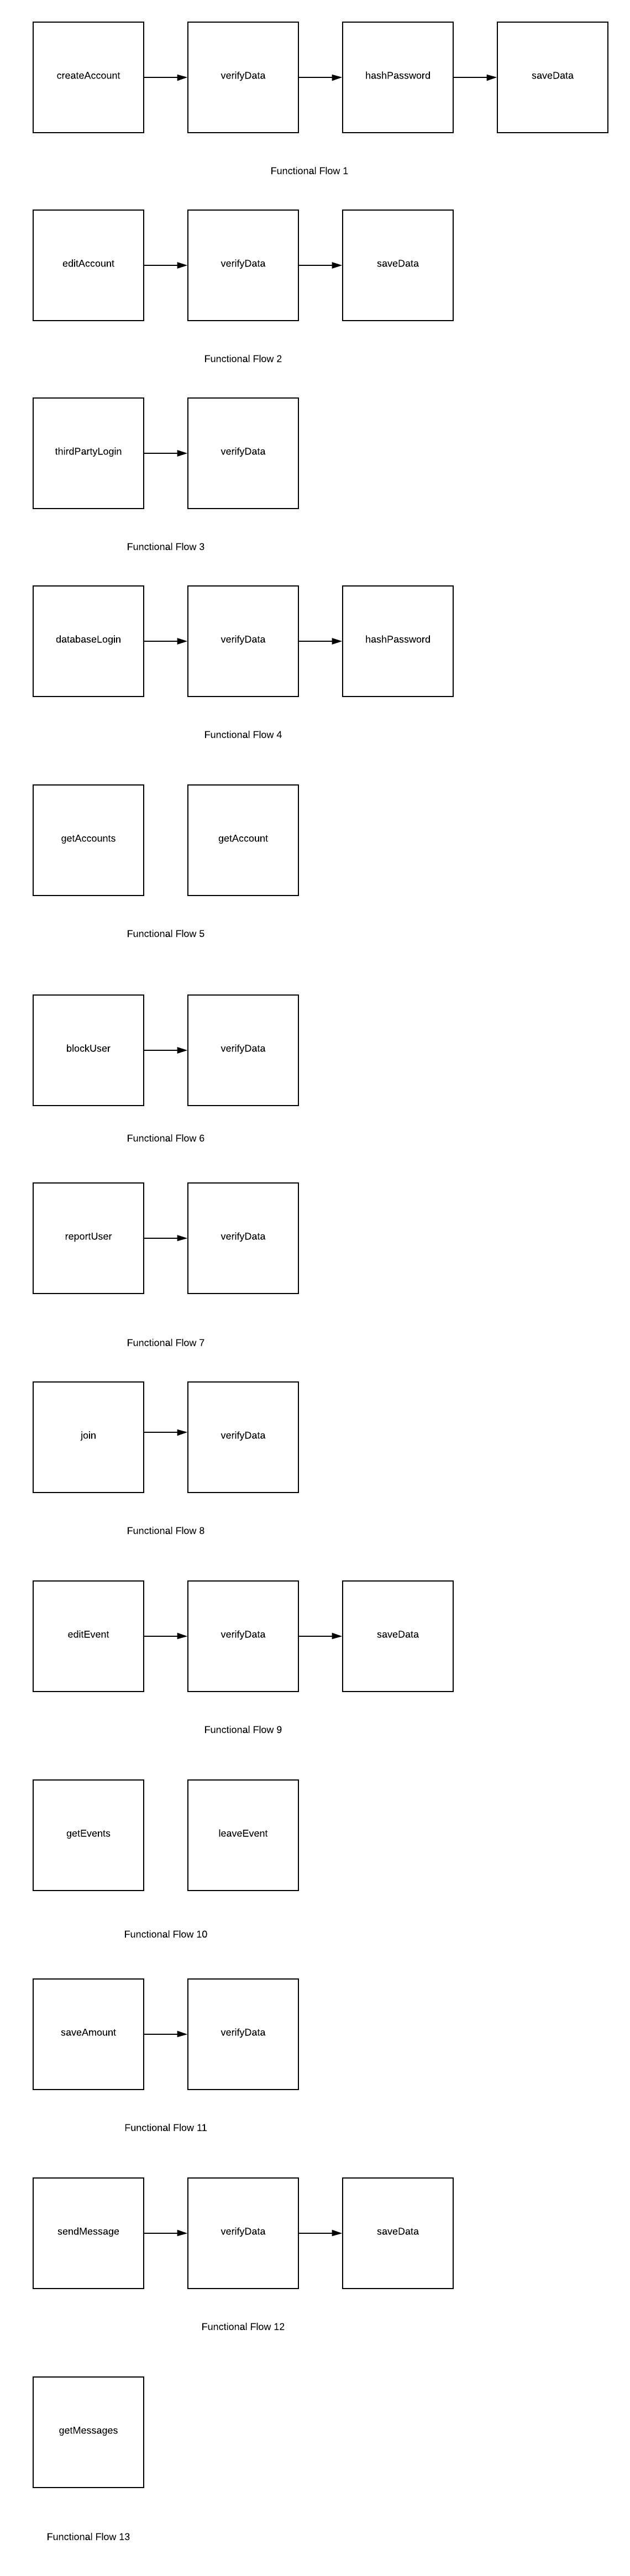 createAccount
verifyData
hashPassword
saveData
Functional Flow 1
editAccount
verifyData
saveData
Functional Flow 2
thirdPartyLogin
verifyData
Functional Flow 3
databaseLogin
verifyData
hashPassword
Functional Flow 4
getAccounts
getAccount
Functional Flow 5
blockUser
verifyData
Functional Flow 6
reportUser
verifyData
Functional Flow 7
join
verifyData
Functional Flow 8
editEvent
verifyData
saveData
Functional Flow 9
getEvents
leaveEvent
Functional Flow 10
saveAmount
verifyData
Functional Flow 11
sendMessage
verifyData
saveData
Functional Flow 12
getMessages
Functional Flow 13